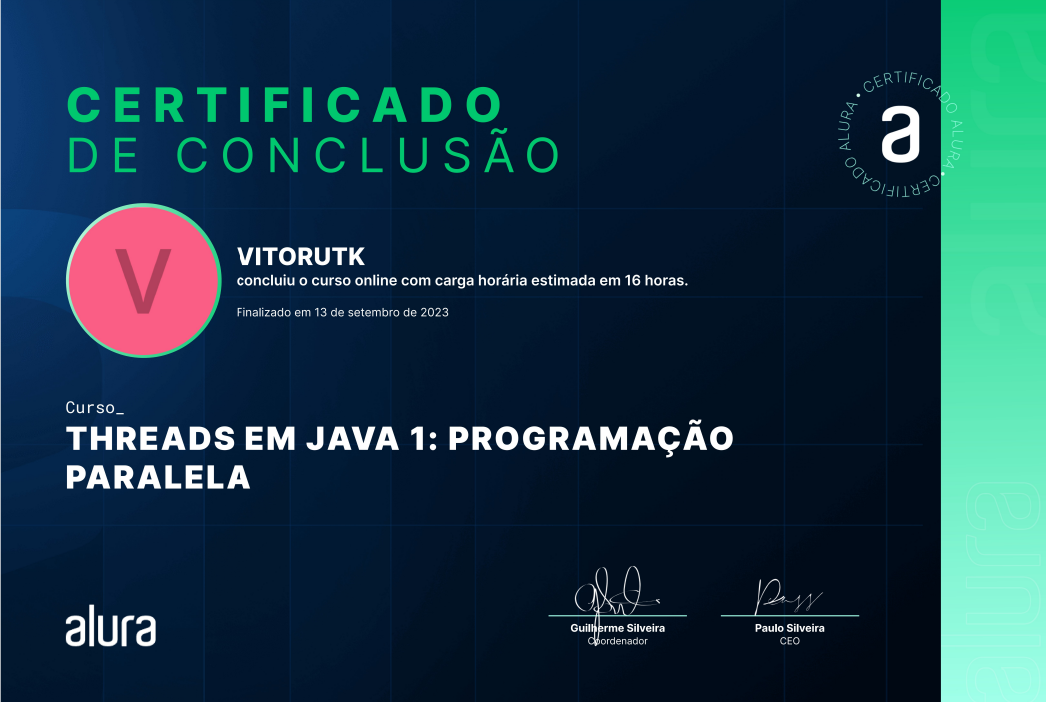 CERTIFICADO
DE CONCLUSÃO
CERTIFICADO ALURA • CERTIFICADO ALURA •
a
V
VITORUTK
concluiu o curso online com carga horária estimada em 16 horas.
Finalizado em 13 de setembro de 2023
Curso_
THREADS EM JAVA 1: PROGRAMAÇÃO
PARALELA
alura
Guilherme Silveira
Coordenador
Paulo Silveira
CEO
alura
alura